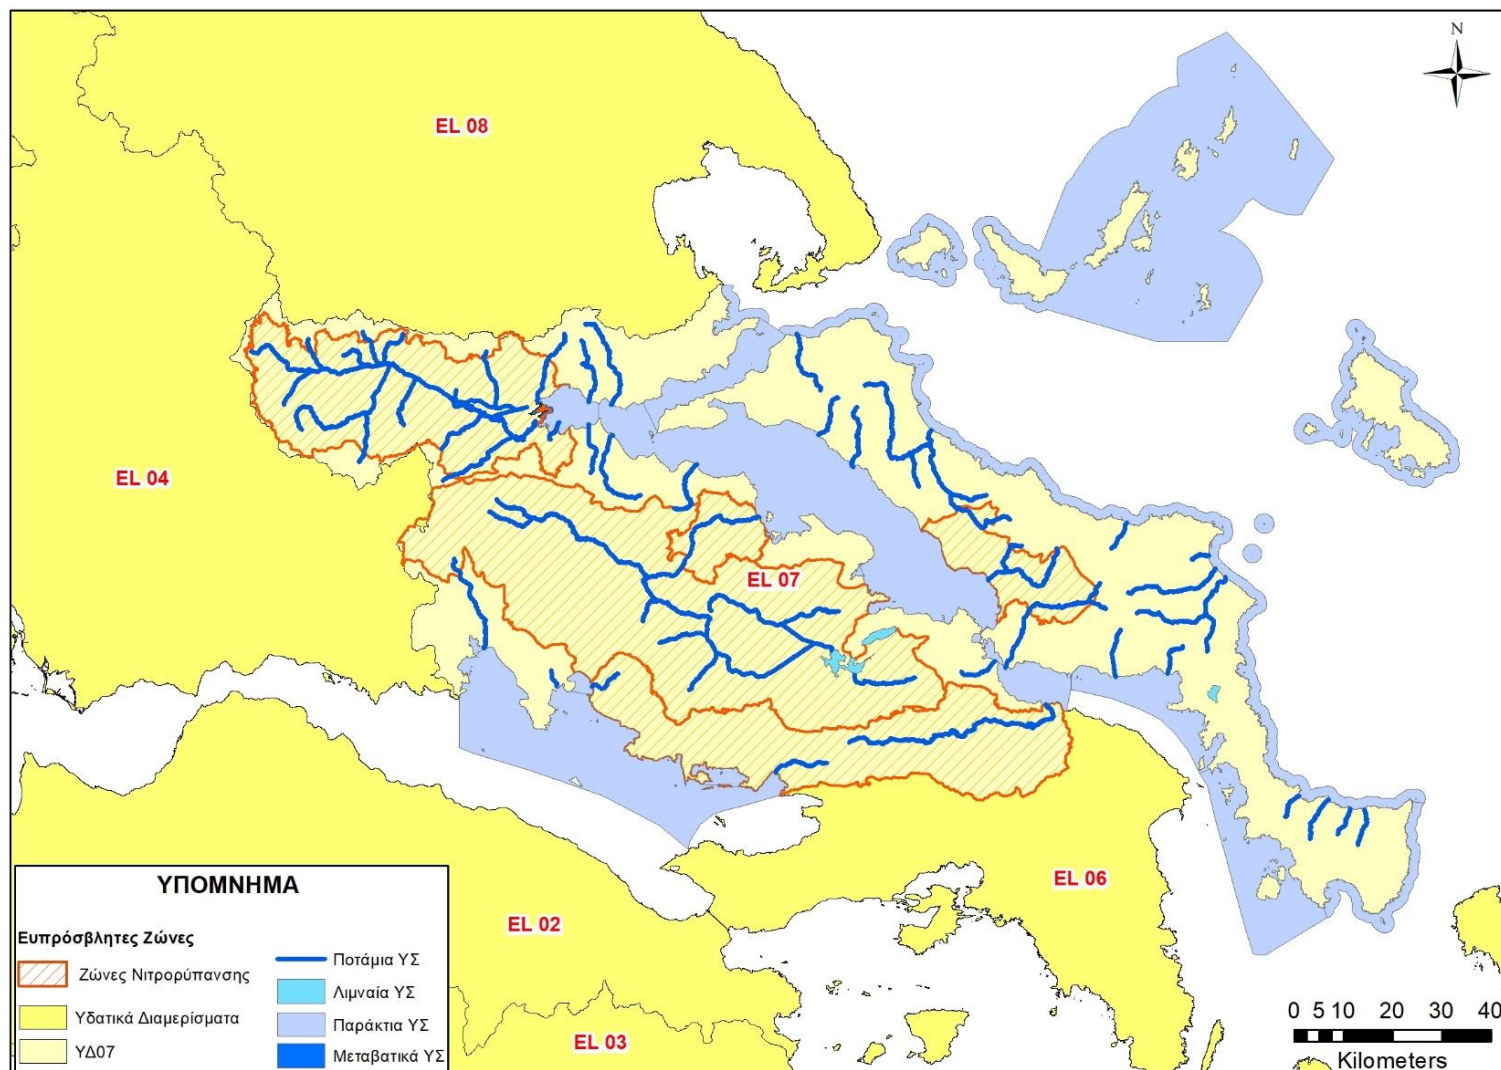 N
EL 08
EL 04
EL 07
EL 06
EL 02
EL 03
ΥΠΟΜΝΗΜΑ
Ευπρόσβλητες Ζώνες
Ζώνες Νιτρορύπανσης
Υδατικά Διαμερίσματα
ΥΔ07
Ποτάμια ΥΣ
Λιμναία ΥΣ
Παράκτια ΥΣ
Μεταβατικά ΥΣ
0 5 10 20 30 40
Kilometers